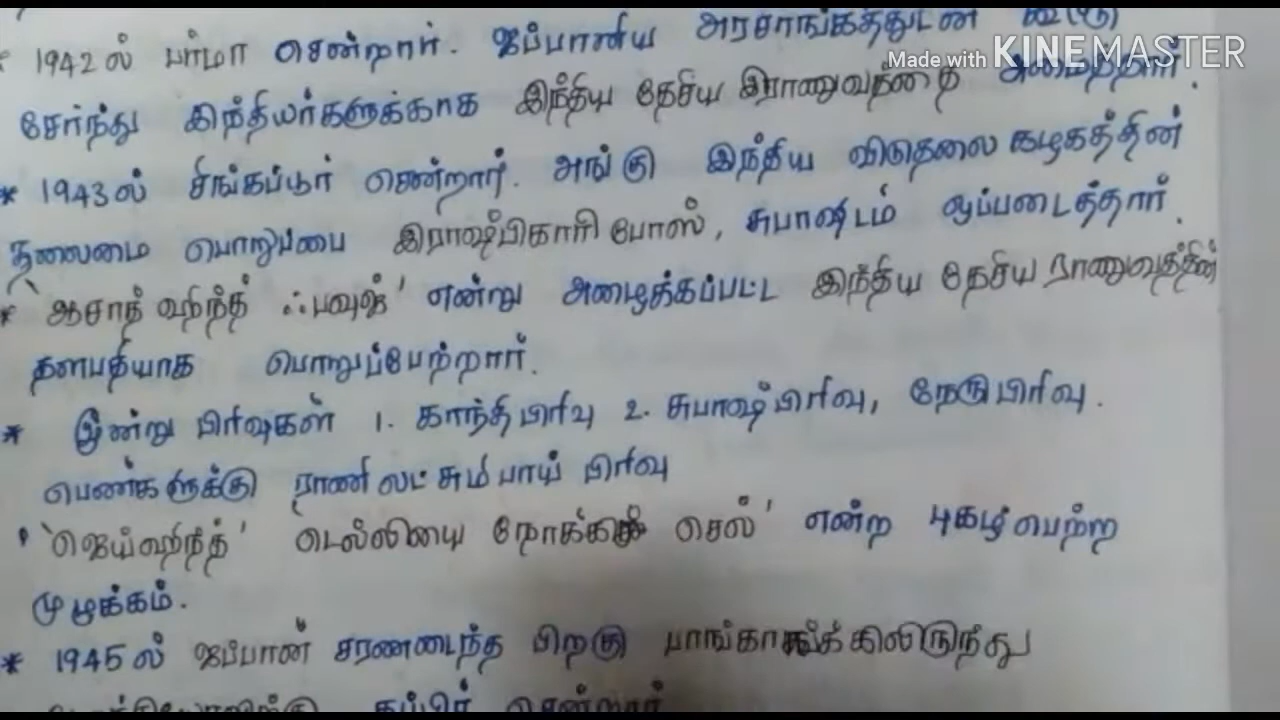 * 1942ல் பர்மா சென்றார். ஜப்பானிய அரசாங்கத்துடன்
Made with KINEMASTER
சேர்ந்து இந்தியர்களுக்காக இந்திய தேசிய இராணுவத்தை அமைத்தார்.
* 1943ல் சிங்கப்பூர் சென்றார். அங்கு இந்திய விடுதலை கழகத்தின்
தலைமை பொறுப்பை இராஷ்பிகாரி போஸ், சுபாஷிடம் ஒப்படைத்தார்.
* 'ஆசாத் ஹிந்த் ஃபவுஜ்' என்று அழைக்கப்பட்ட இந்திய தேசிய ராணுவத்தின்
தளபதியாக பொறுப்பேற்றார்.
* மூன்று பிரிவுகள் 1. காந்தி பிரிவு 2. சுபாஷ் பிரிவு, நேரு பிரிவு.
பெண்களுக்கு ராணி லட்சுமி பாய் பிரிவு
• 'ஜெய்ஹிந்த்' டெல்லியை நோக்கி செல்' என்ற புகழ் பெற்ற
முழக்கம்.
* 1945ல் ஜப்பான் சரணடைந்த பிறகு பாங்காக்கிலிருந்து
சென்றார்